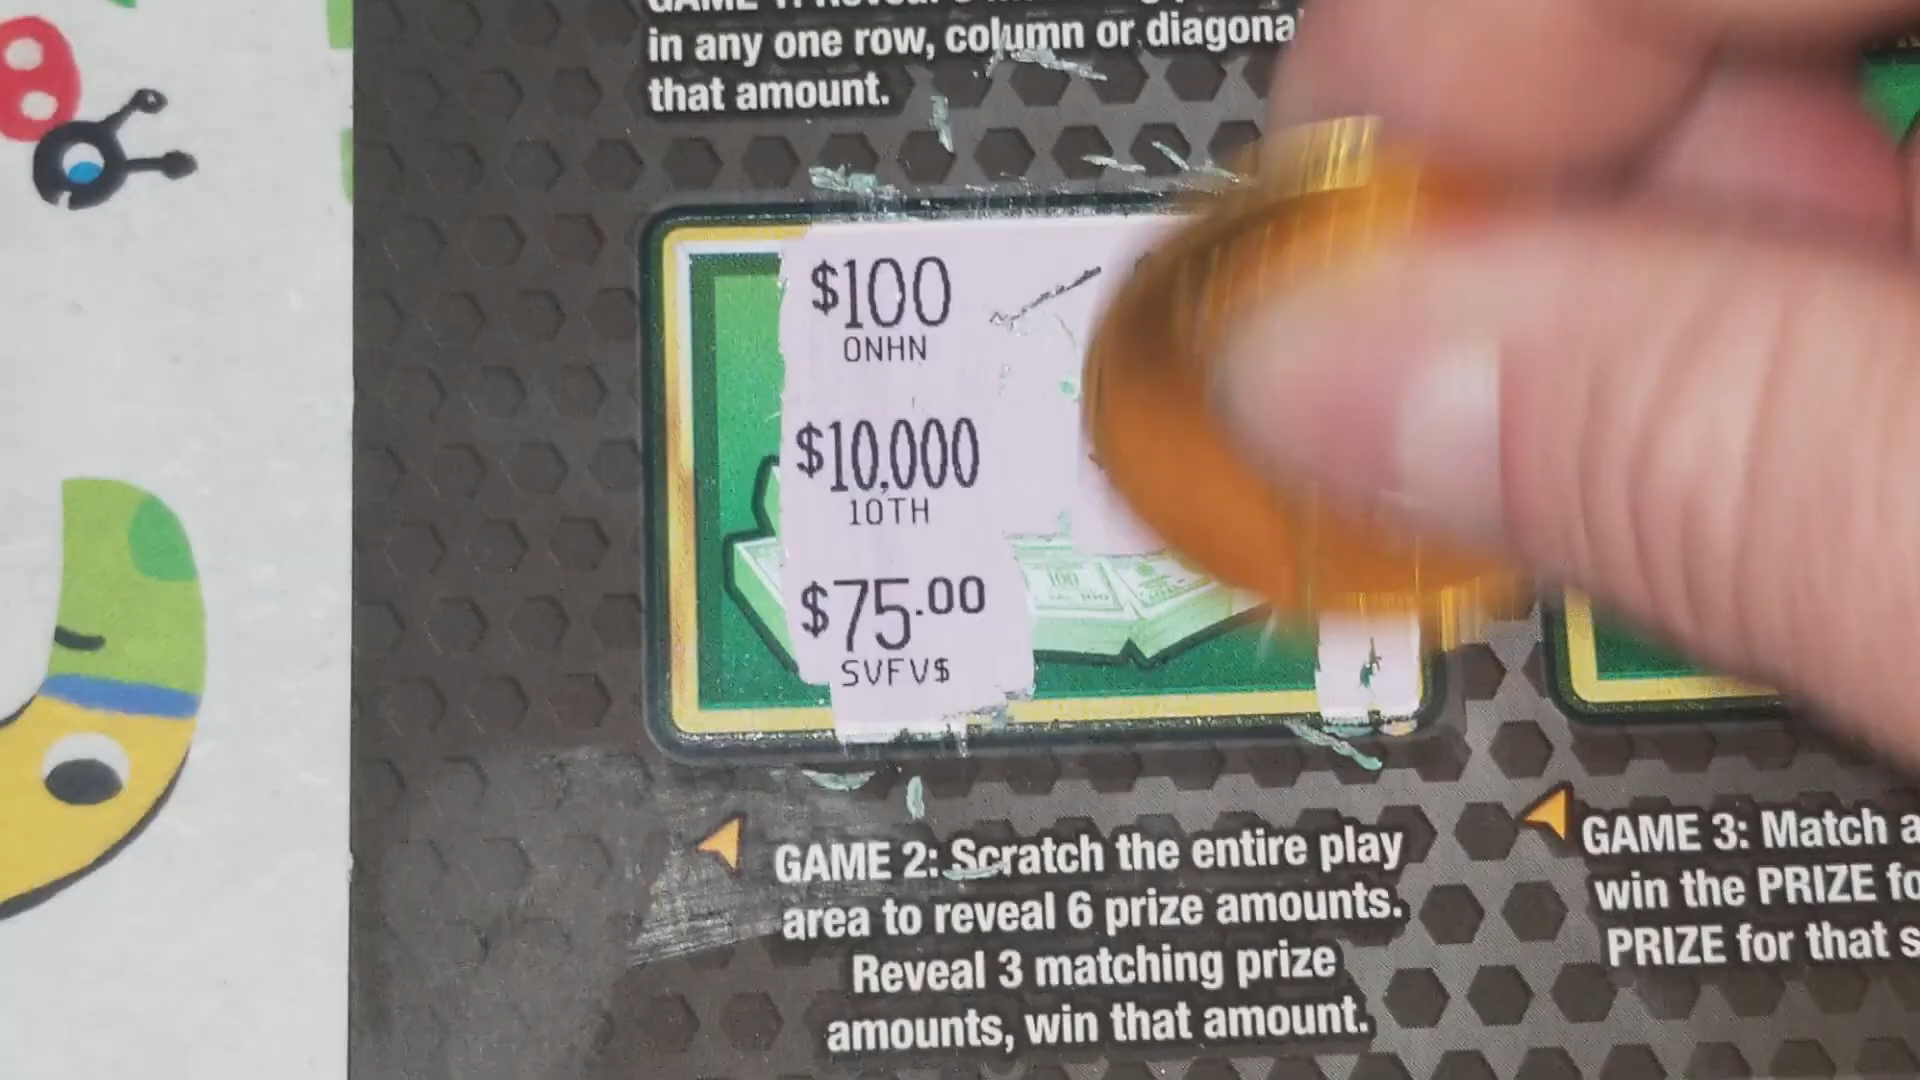 in any one row, column or diagonal
that amount.
$100
ONHN
$10,000
10TH
$75.00
SVFV$
GAME 2: Scratch the entire play
area to reveal 6 prize amounts.
Reveal 3 matching prize
amounts, win that amount.
GAME 3: Match a
win the PRIZE fo
PRIZE for that s